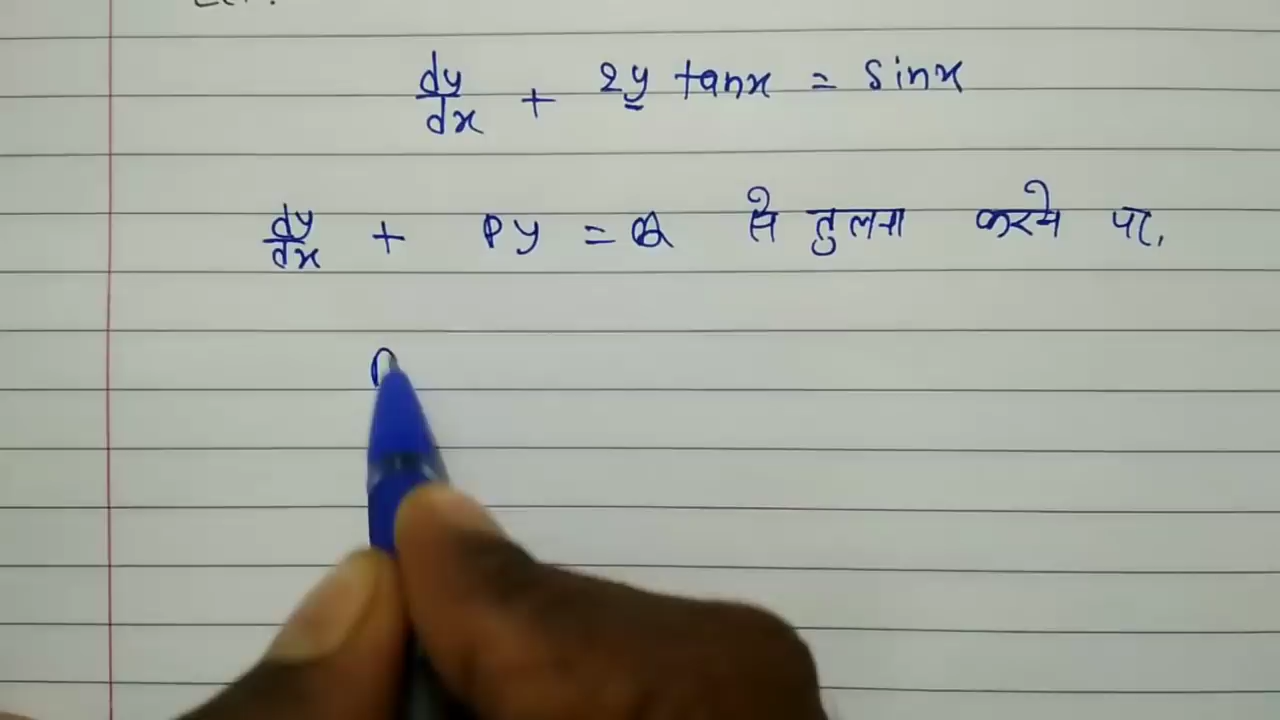 dy/dx + 2y tanx = sinx
dy/dx + Py = Q से तुलना करने पर,